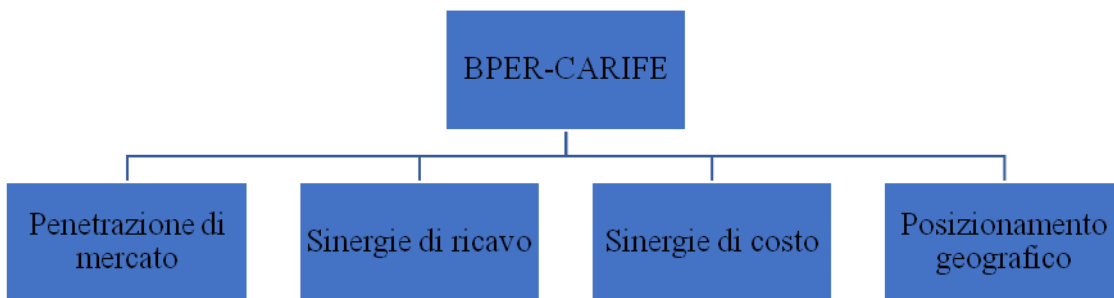 BPER-CARIFE
Penetrazione di
mercato
Sinergie di ricavo
Sinergie di costo
Posizionamento
geografico